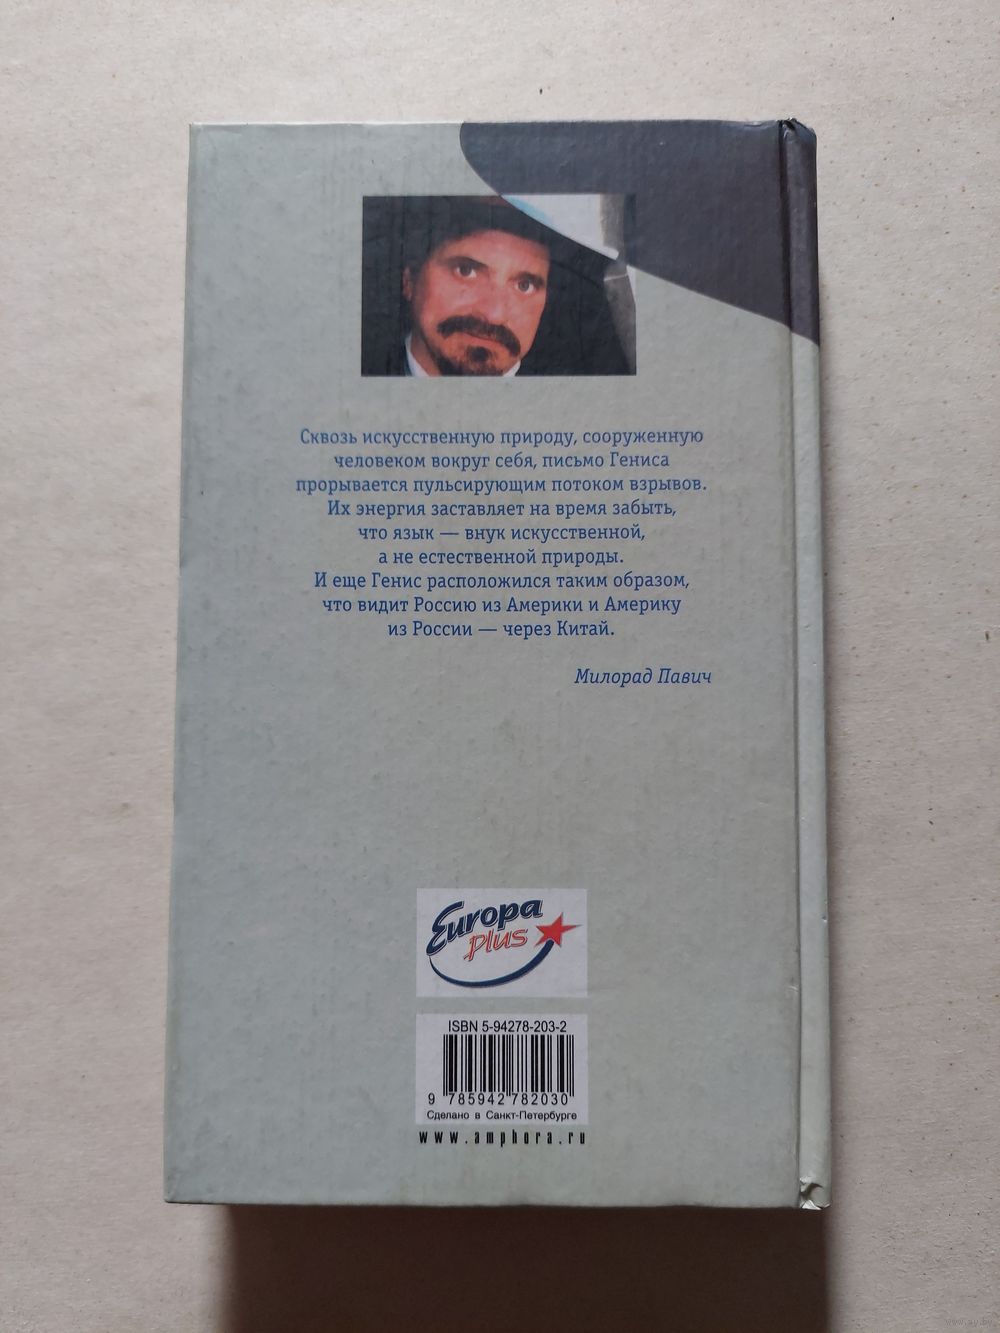 Сквозь искусственную природу, сооруженную
человеком вокруг себя, письмо Гениса
прорывается пульсирующим потоком взрывов.
Их энергия заставляет на время забыть,
что язык — внук искусственной,
а не естественной природы.
И еще Генис расположился таким образом,
что видит Россию из Америки и Америку
из России — через Китай.
Милорад Павич
Europa
plus
ISBN 5-94278-203-2
9 785942 782030
Сделано в Санкт-Петербурге
www.amphora.ru